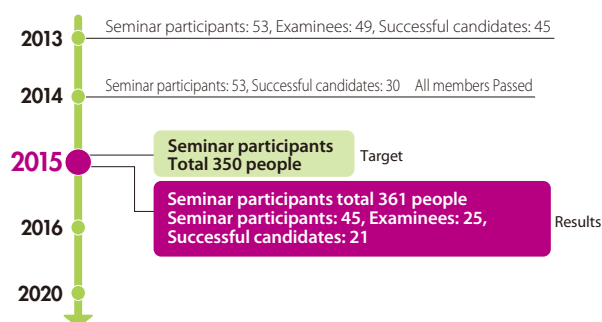 2013
Seminar participants: 53, Examinees: 49, Successful candidates: 45
2014
Seminar participants: 53, Successful candidates: 30 All members Passed
2015
Seminar participants
Total 350 people
Target
Seminar participants total 361 people
Seminar participants: 45, Examinees: 25,
Successful candidates: 21
Results
2016
2020